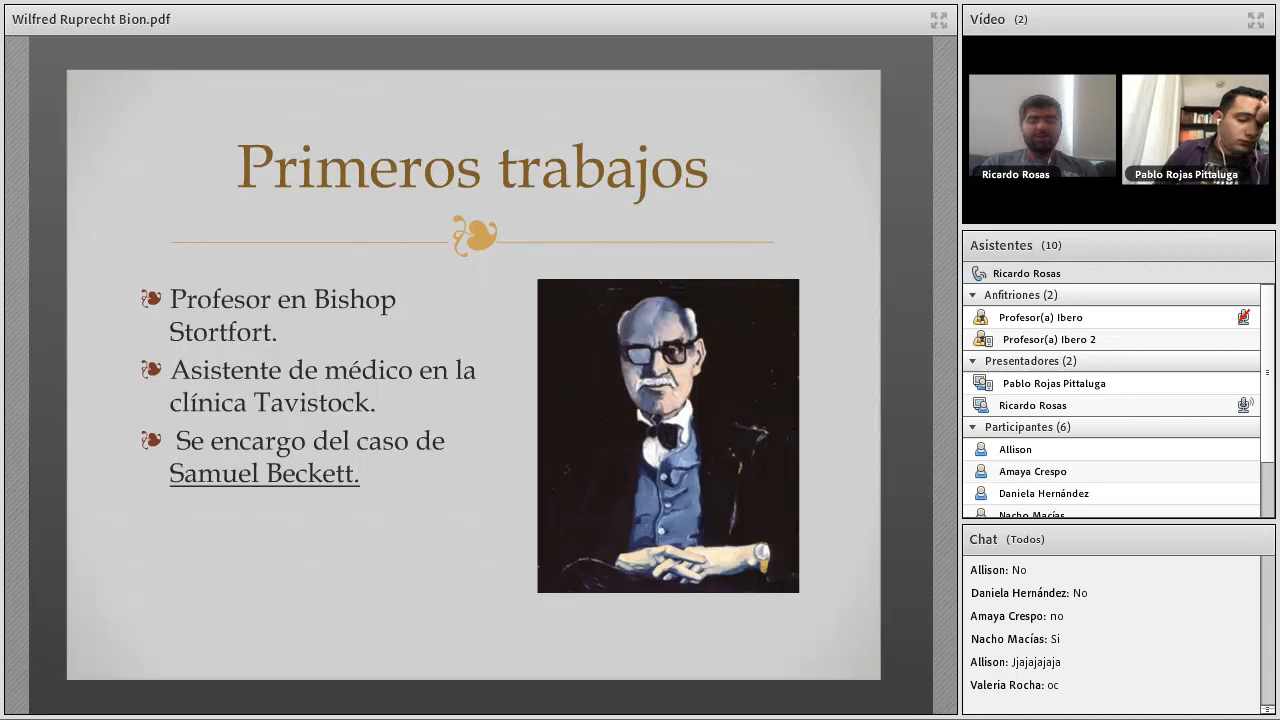 Wilfred Ruprecht Bion.pdf
Primeros trabajos
Profesor en Bishop
Stortfort.
Asistente de médico en la
clínica Tavistock.
Se encargo del caso de
Samuel Beckett.
Vídeo (2)
Ricardo Rosas
Pablo Rojas Pittaluga
Asistentes (10)
Ricardo Rosas
Anfitriones (2)
Profesor(a) Ibero
Profesor(a) Ibero 2
Presentadores (2)
Pablo Rojas Pittaluga
Ricardo Rosas
Participantes (6)
Allison
Amaya Crespo
Daniela Hernández
Nacho Macías
Chat (Todos)
Allison: No
Daniela Hernández: No
Amaya Crespo: no
Nacho Macías: Si
Allison: Jjajajajaja
Valeria Rocha: oc